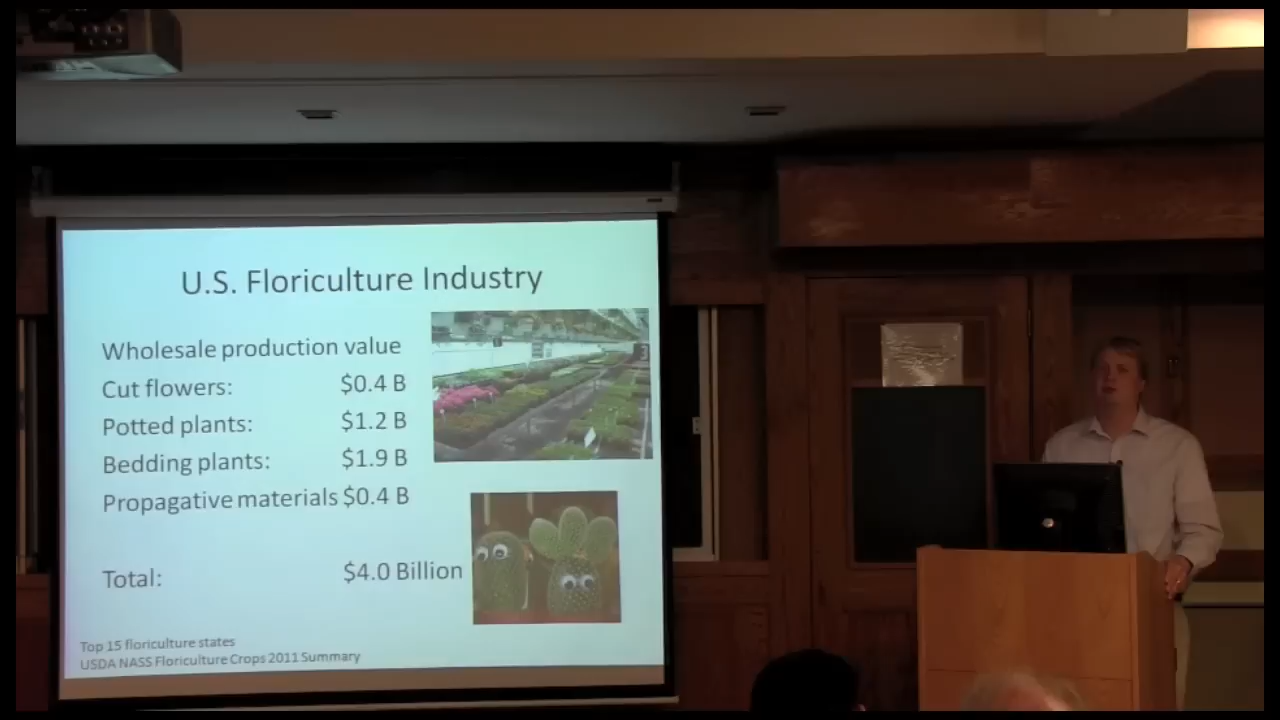 U.S. Floriculture Industry
Wholesale production value
Cut flowers: $0.4 B
Potted plants: $1.2 B
Bedding plants: $1.9 B
Propagative materials $0.4 B
Total: $4.0 Billion
Top 15 floriculture states
USDA NASS Floriculture Crops 2011 Summary
3